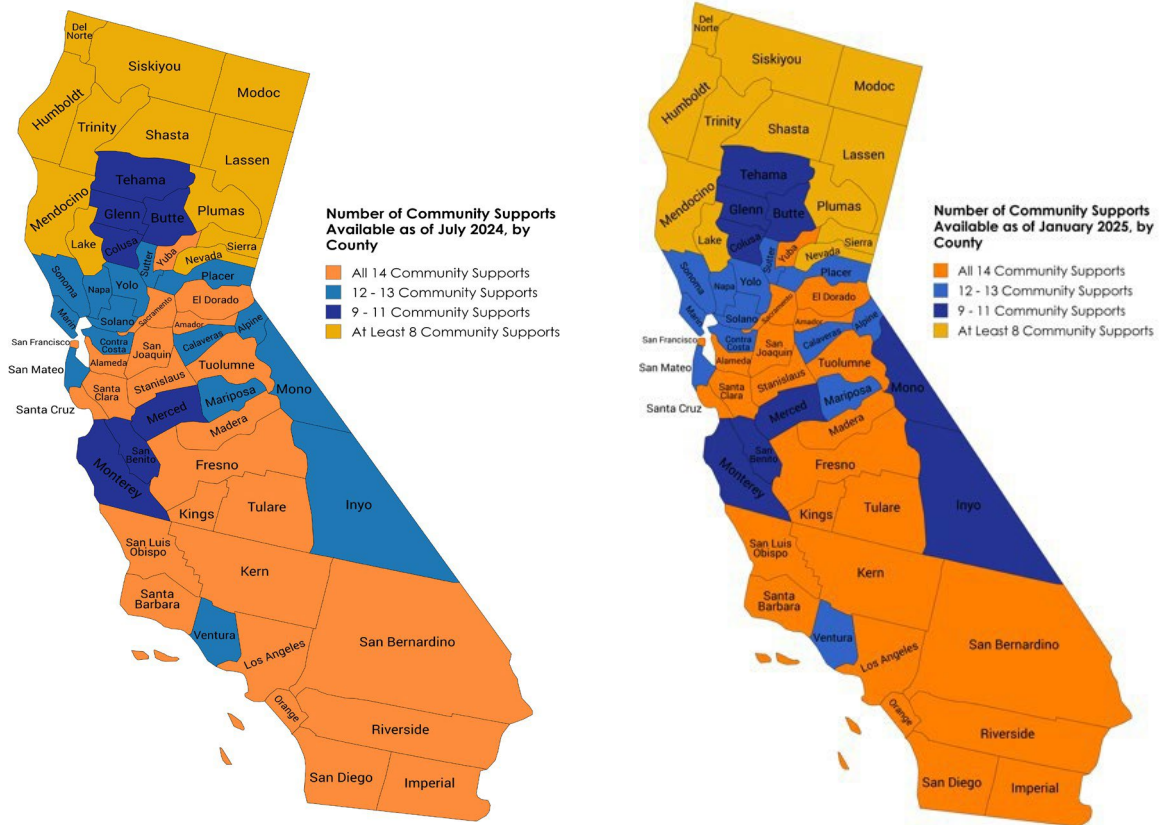 Del
Norte
Siskiyou
Modoc
Humboldt
Trinity
Shasta
Lassen
Tehama
Mendocino
Glenn
Butte
Plumas
Lake
Colusa
Sutter
Yuba
Nevada
Sierra
Sonoma
Napa
Yolo
Placer
Marin
Solano
Sacramento
El Dorado
Amador
Alpine
San Francisco
Contra
Costa
San
Joaquin
Calaveras
San Mateo
Alameda
Tuolumne
Santa
Clara
Stanislaus
Mono
Santa Cruz
Merced
Mariposa
Madera
San
Benito
Monterey
Fresno
Kings
Tulare
Inyo
San Luis
Obispo
Kern
Santa
Barbara
Ventura
Los Angeles
San Bernardino
Orange
Riverside
San Diego
Imperial
Number of Community Supports
Available as of July 2024, by
County
All 14 Community Supports
12 - 13 Community Supports
9 - 11 Community Supports
At Least 8 Community Supports
Del
Norte
Siskiyou
Modoc
Humboldt
Trinity
Shasta
Lassen
Tehama
Mendocino
Glenn
Butte
Plumas
Lake
Colusa
Sutter
Yuba
Nevada
Sierra
Sonoma
Napa
Yolo
Placer
Marin
Solano
Sacramento
El Dorado
Amador
Alpine
San Francisco
Contra
Costa
San
Joaquin
Calaveras
San Mateo
Alameda
Tuolumne
Santa
Clara
Stanislaus
Mono
Santa Cruz
Merced
Mariposa
Madera
San
Benito
Monterey
Fresno
Kings
Tulare
Inyo
San Luis
Obispo
Kern
Santa
Barbara
Ventura
Los Angeles
San Bernardino
Orange
Riverside
San Diego
Imperial
Number of Community Supports
Available as of January 2025, by
County
All 14 Community Supports
12 - 13 Community Supports
9 - 11 Community Supports
At Least 8 Community Supports